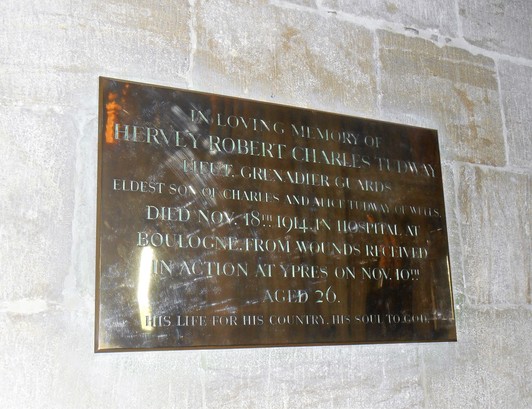 IN LOVING MEMORY OF
HERVEY ROBERT CHARLES TUDWAY
LIEUT. GRENADIER GUARDS
ELDEST SON OF CHARLES AND ALICE TUDWAY OF WELLS,
DIED NOV. 18TH 1914, IN HOSPITAL AT
BOULOGNE, FROM WOUNDS RECEIVED
IN ACTION AT YPRES ON NOV. 10TH
AGED 26.
HIS LIFE FOR HIS COUNTRY, HIS SOUL TO GOD.